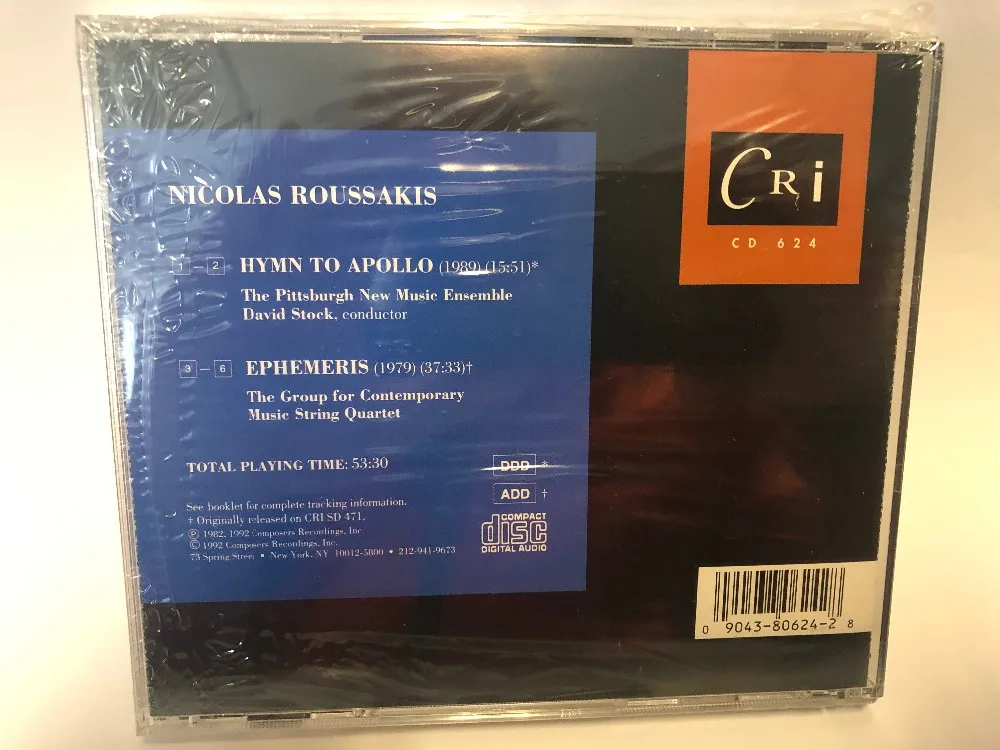 NICOLAS ROUSSAKIS
1 – 2 HYMN TO APOLLO (1989) (15:51)*
The Pittsburgh New Music Ensemble
David Stock, conductor
3 – 6 EPHEMERIS (1979) (37:33)†
The Group for Contemporary
Music String Quartet
TOTAL PLAYING TIME: 53:30
DDD *
ADD †
See booklet for complete tracking information.
† Originally released on CRI SD 471.
℗ 1982, 1992 Composers Recordings, Inc
© 1992 Composers Recordings, Inc.
73 Spring Street • New York, NY 10012-5800 • 212-941-9673
COMPACT
disc
DIGITAL AUDIO
CRi
CD 624
0 9043-80624-2 8